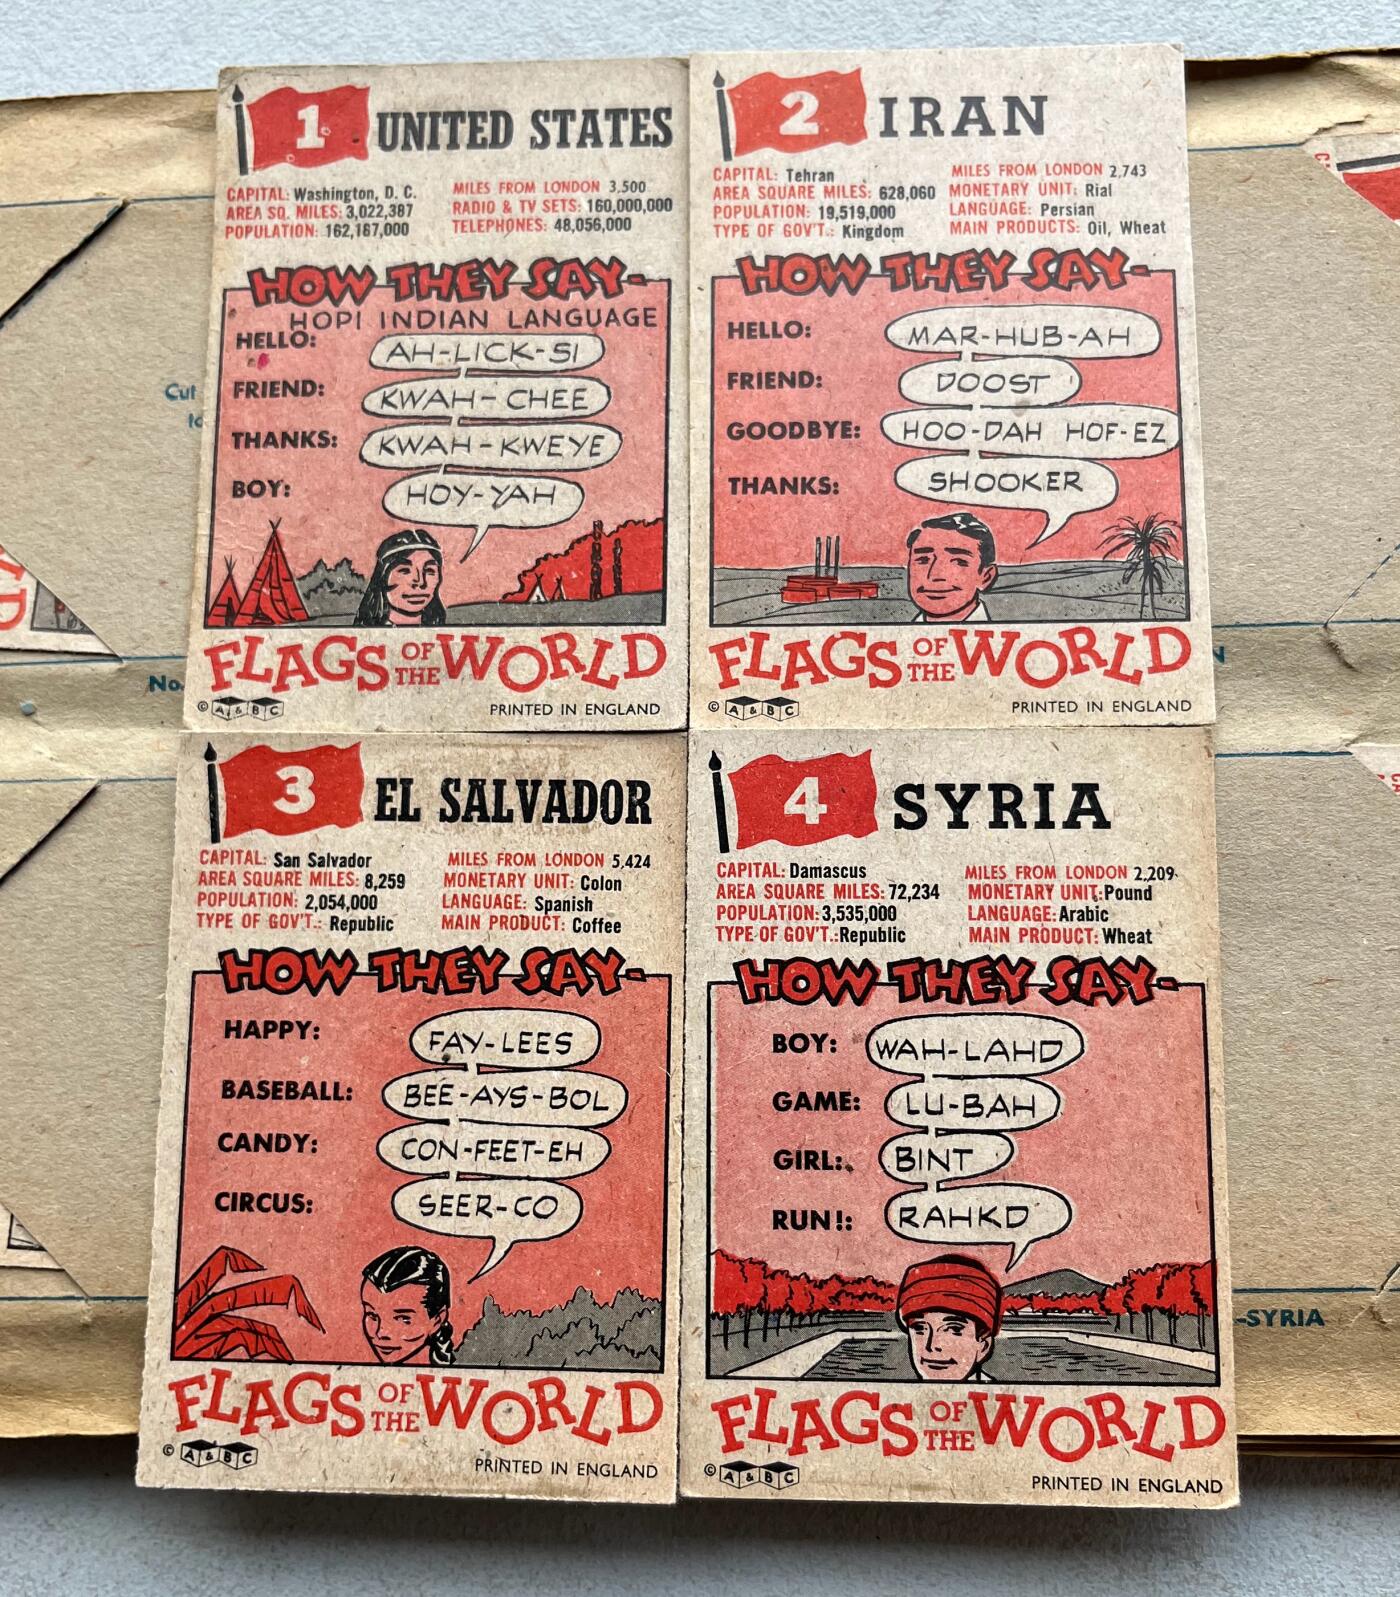 1 UNITED STATES
CAPITAL: Washington, D. C.
AREA SQ. MILES: 3,022,387
POPULATION: 162,187,000
MILES FROM LONDON 3,500
RADIO & TV SETS: 160,000,000
TELEPHONES: 48,056,000
HOW THEY SAY-
HOPI INDIAN LANGUAGE
HELLO: AH-LICK-SI
FRIEND: KWAH-CHEE
THANKS: KWAH-KWEYE
BOY: HOY-YAH
FLAGS OF THE WORLD
© A & B C PRINTED IN ENGLAND
2 IRAN
CAPITAL: Tehran
AREA SQUARE MILES: 628,060
POPULATION: 19,519,000
TYPE OF GOV'T.: Kingdom
MILES FROM LONDON 2,743
MONETARY UNIT: Rial
LANGUAGE: Persian
MAIN PRODUCTS: Oil, Wheat
HOW THEY SAY-
HELLO: MAR-HUB-AH
FRIEND: DOOST
GOODBYE: HOO-DAH HOF-EZ
THANKS: SHOOKER
FLAGS OF THE WORLD
© A & B C PRINTED IN ENGLAND
3 EL SALVADOR
CAPITAL: San Salvador
AREA SQUARE MILES: 8,259
POPULATION: 2,054,000
TYPE OF GOV'T.: Republic
MILES FROM LONDON 5,424
MONETARY UNIT: Colon
LANGUAGE: Spanish
MAIN PRODUCT: Coffee
HOW THEY SAY-
HAPPY: FAY-LEES
BASEBALL: BEE-AYS-BOL
CANDY: CON-FEET-EH
CIRCUS: SEER-CO
FLAGS OF THE WORLD
© A & B C PRINTED IN ENGLAND
4 SYRIA
CAPITAL: Damascus
AREA SQUARE MILES: 72,234
POPULATION: 3,535,000
TYPE OF GOV'T.: Republic
MILES FROM LONDON 2,209
MONETARY UNIT: Pound
LANGUAGE: Arabic
MAIN PRODUCT: Wheat
HOW THEY SAY-
BOY: WAH-LAHD
GAME: LU-BAH
GIRL: BINT
RUN!: RAHKD
FLAGS OF THE WORLD
© A & B C PRINTED IN ENGLAND
Cut
No.
-SYRIA